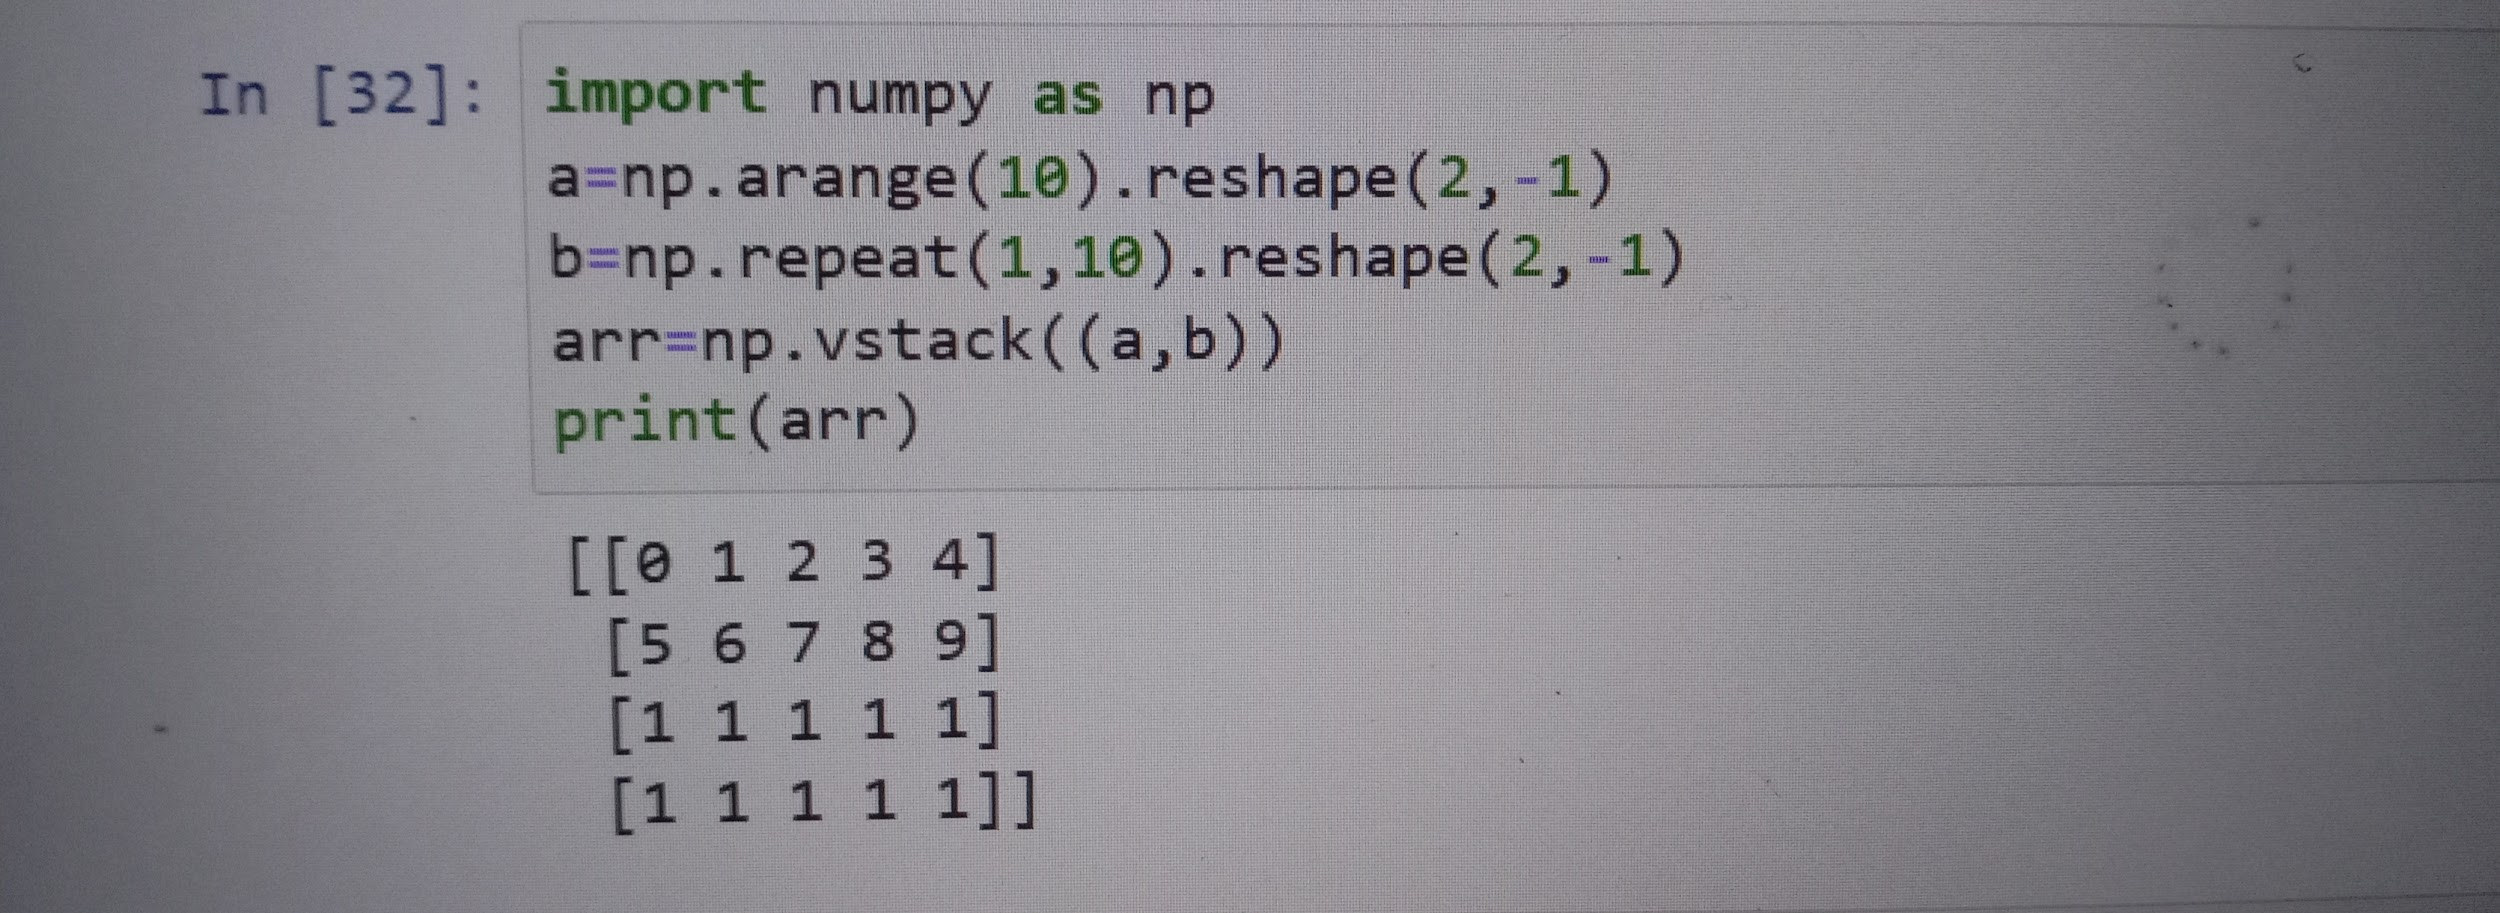 In [32]: import numpy as np
a=np.arange(10).reshape(2,-1)
b=np.repeat(1,10).reshape(2,-1)
arr=np.vstack((a,b))
print(arr)
[[0 1 2 3 4]
[5 6 7 8 9]
[1 1 1 1 1]
[1 1 1 1 1]]